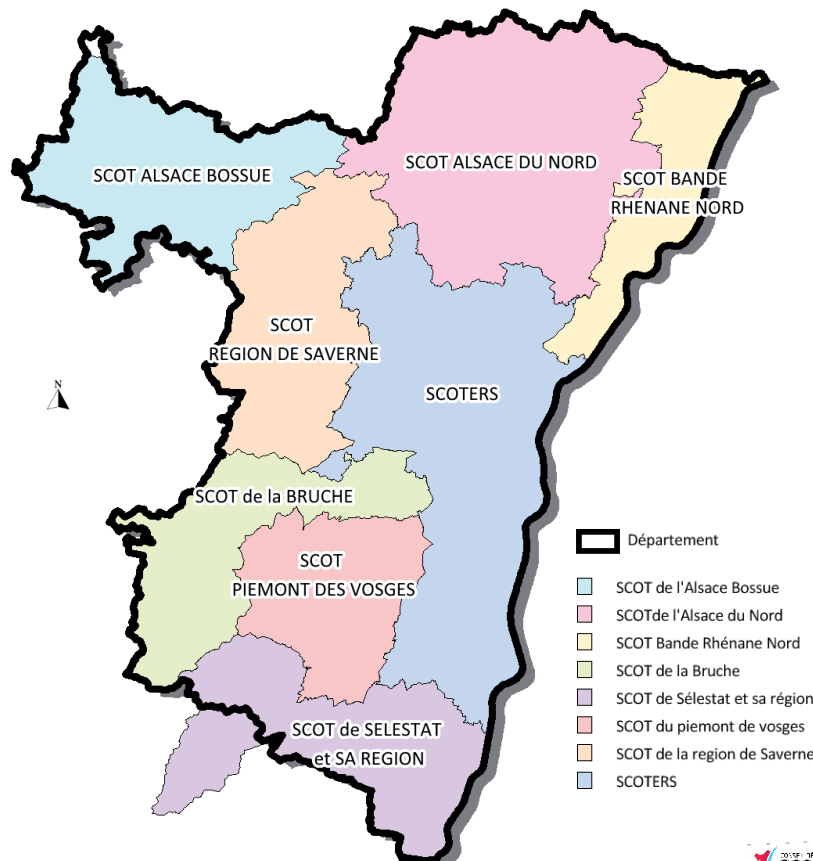 SCOT ALSACE BOSSUE
SCOT ALSACE DU NORD
SCOT BANDE
RHENANE NORD
SCOT
REGION DE SAVERNE
N
SCOTERS
SCOT de la BRUCHE
SCOT
PIEMONT DES VOSGES
SCOT de SELESTAT
et SA REGION
Département
SCOT de l'Alsace Bossue
SCOTde l'Alsace du Nord
SCOT Bande Rhénane Nord
SCOT de la Bruche
SCOT de Sélestat et sa région
SCOT du piemont de vosges
SCOT de la region de Saverne
SCOTERS